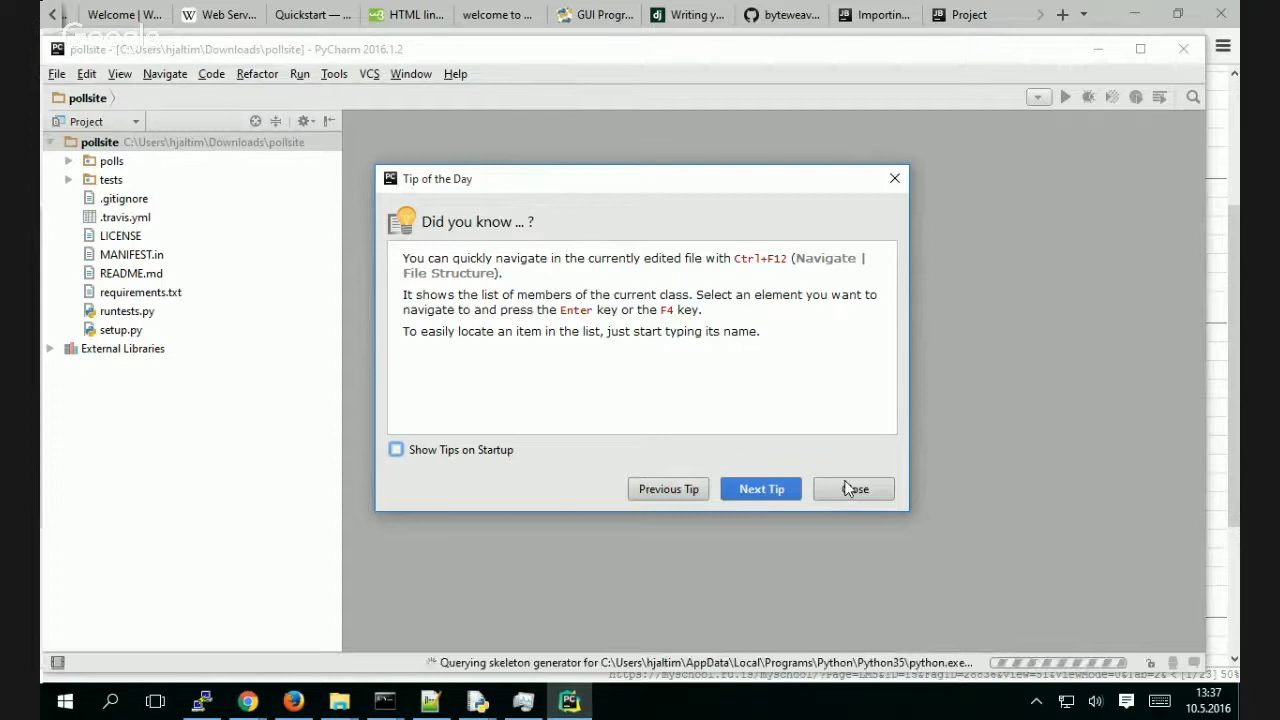 Welcome | W...
Web Serv...
Quickstart — ...
HTML lin...
welcome to ...
GUI Progr...
Writing y...
byteweav...
Importin...
Project
Google
pollsite - [C:\Users\hjaltim\Downloads\pollsite] - PyCharm 2016.1.2
File Edit View Navigate Code Refactor Run Tools VCS Window Help
pollsite
Project
pollsite C:\Users\hjaltim\Downloads\pollsite
polls
tests
.gitignore
.travis.yml
LICENSE
MANIFEST.in
README.md
requirements.txt
runtests.py
setup.py
External Libraries
Tip of the Day
Did you know ... ?
You can quickly navigate in the currently edited file with Ctrl+F12 (Navigate |
File Structure).
It shows the list of members of the current class. Select an element you want to
navigate to and press the Enter key or the F4 key.
To easily locate an item in the list, just start typing its name.
Show Tips on Startup
Previous Tip
Next Tip
Close
Querying skeleton generator for C:\Users\hjaltim\AppData\Local\Programs\Python\Python35\python.exe...
[1/23] 50%
13:37
10.5.2016